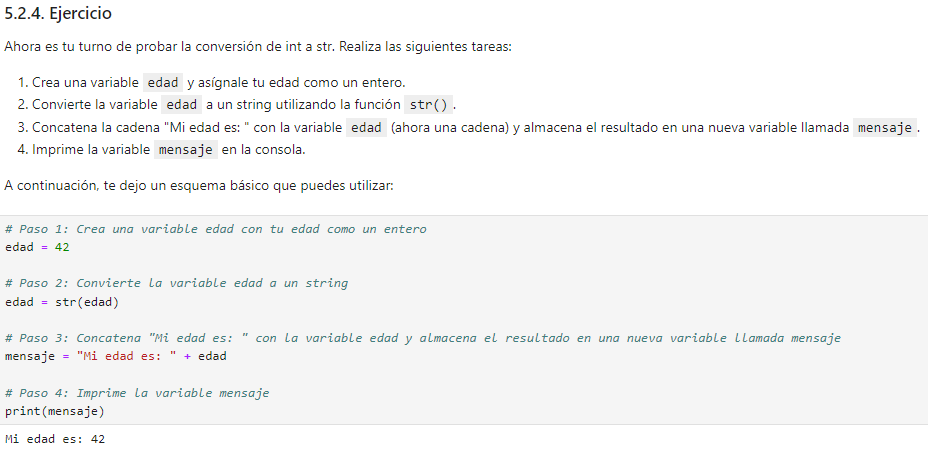 5.2.4. Ejercicio
Ahora es tu turno de probar la conversión de int a str. Realiza las siguientes tareas:
1. Crea una variable edad y asígnale tu edad como un entero.
2. Convierte la variable edad a un string utilizando la función str() .
3. Concatena la cadena "Mi edad es: " con la variable edad (ahora una cadena) y almacena el resultado en una nueva variable llamada mensaje .
4. Imprime la variable mensaje en la consola.
A continuación, te dejo un esquema básico que puedes utilizar:
# Paso 1: Crea una variable edad con tu edad como un entero
edad = 42
# Paso 2: Convierte la variable edad a un string
edad = str(edad)
# Paso 3: Concatena "Mi edad es: " con la variable edad y almacena el resultado en una nueva variable llamada mensaje
mensaje = "Mi edad es: " + edad
# Paso 4: Imprime la variable mensaje
print(mensaje)
Mi edad es: 42